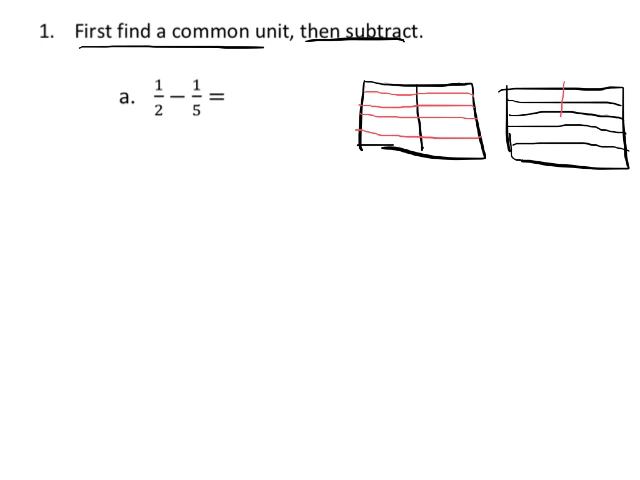 1. First find a common unit, then subtract.
a. 1/2 − 1/5 =